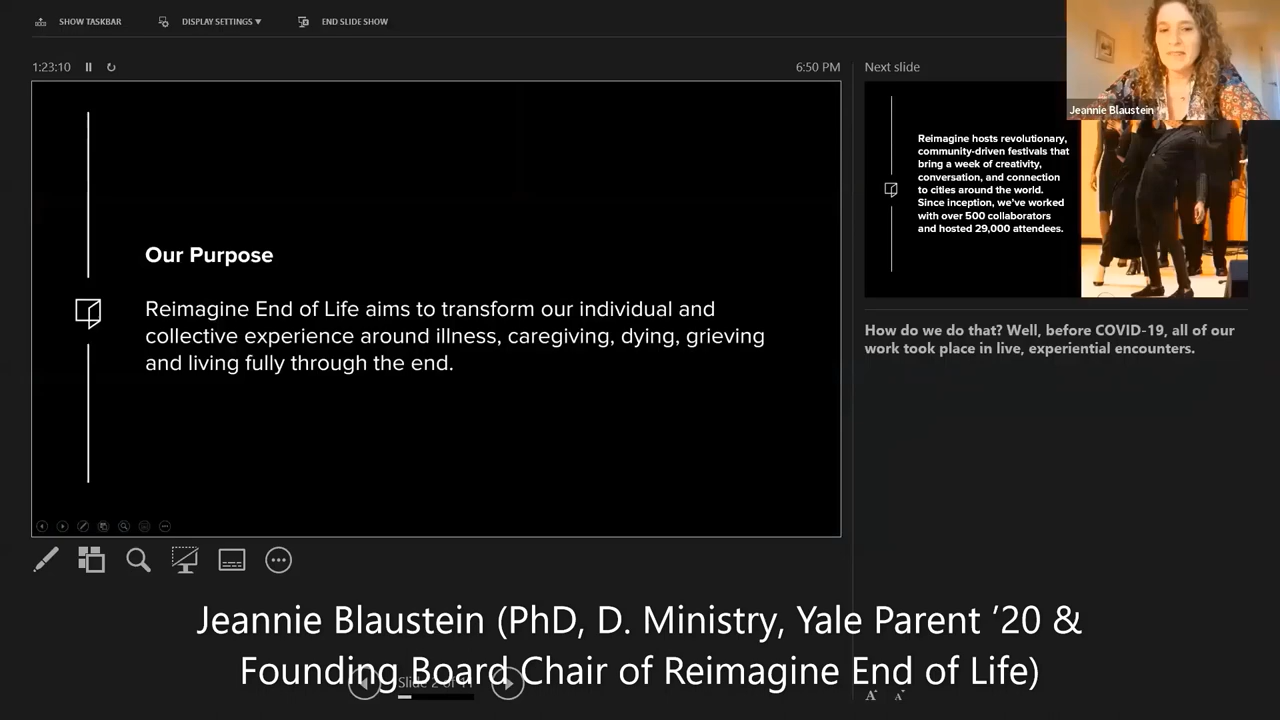 SHOW TASKBAR
DISPLAY SETTINGS
END SLIDE SHOW
1:23:10
6:50 PM
Next slide
Jeannie Blaustein
Our Purpose
Reimagine End of Life aims to transform our individual and
collective experience around illness, caregiving, dying, grieving
and living fully through the end.
Reimagine hosts revolutionary,
community-driven festivals that
bring a week of creativity,
conversation, and connection
to cities around the world.
Since inception, we've worked
with over 500 collaborators
and hosted 29,000 attendees.
How do we do that? Well, before COVID-19, all of our
work took place in live, experiential encounters.
Jeannie Blaustein (PhD, D. Ministry, Yale Parent ’20 &
Founding Board Chair of Reimagine End of Life)
Slide 2 of
A A